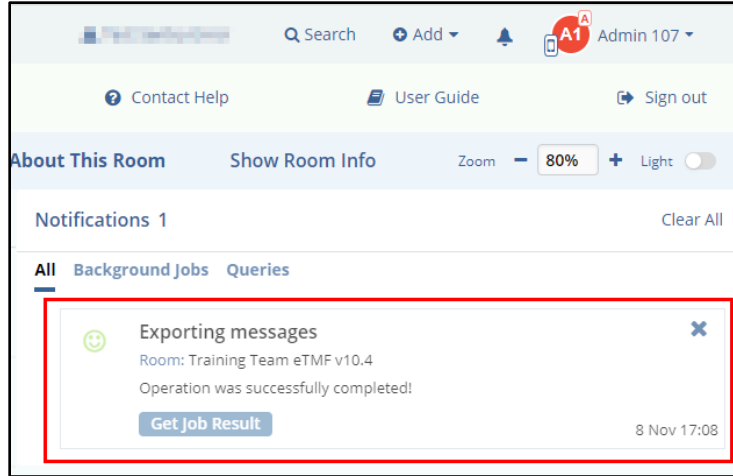 Search Add A1 A Admin 107
Contact Help User Guide Sign out
About This Room Show Room Info Zoom − 80% + Light
Notifications 1 Clear All
All Background Jobs Queries
Exporting messages
Room: Training Team eTMF v10.4
Operation was successfully completed!
Get Job Result
8 Nov 17:08